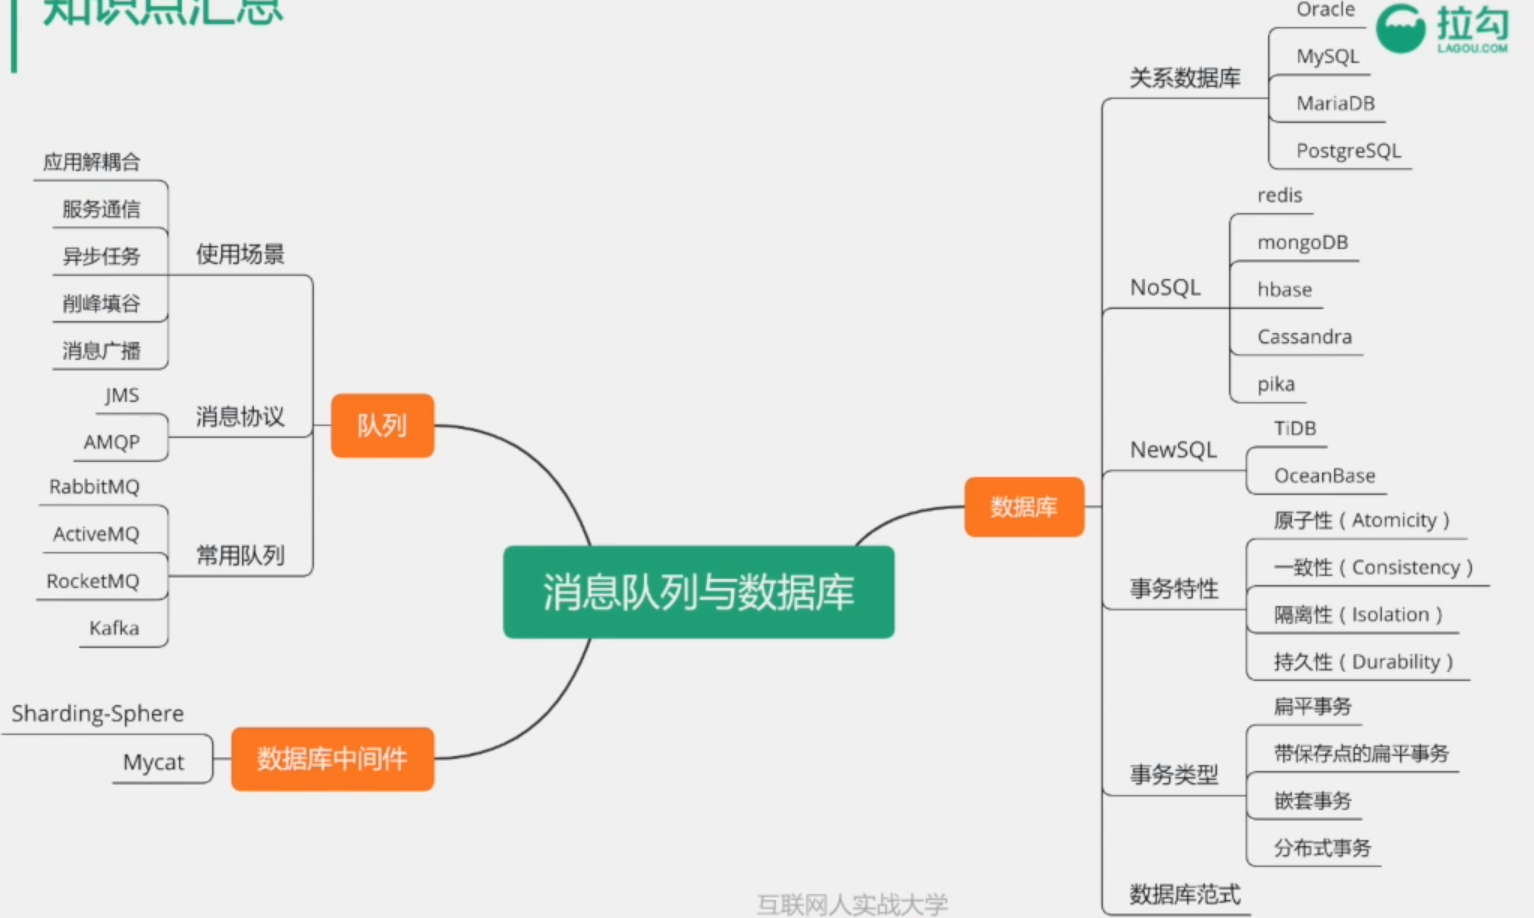 知识点汇总
拉勾
LAGOU.COM
消息队列与数据库
队列
使用场景
应用解耦合
服务通信
异步任务
削峰填谷
消息广播
消息协议
JMS
AMQP
常用队列
RabbitMQ
ActiveMQ
RocketMQ
Kafka
数据库中间件
Sharding-Sphere
Mycat
数据库
关系数据库
Oracle
MySQL
MariaDB
PostgreSQL
NoSQL
redis
mongoDB
hbase
Cassandra
pika
NewSQL
TiDB
OceanBase
事务特性
原子性（Atomicity）
一致性（Consistency）
隔离性（Isolation）
持久性（Durability）
事务类型
扁平事务
带保存点的扁平事务
嵌套事务
分布式事务
数据库范式
互联网人实战大学